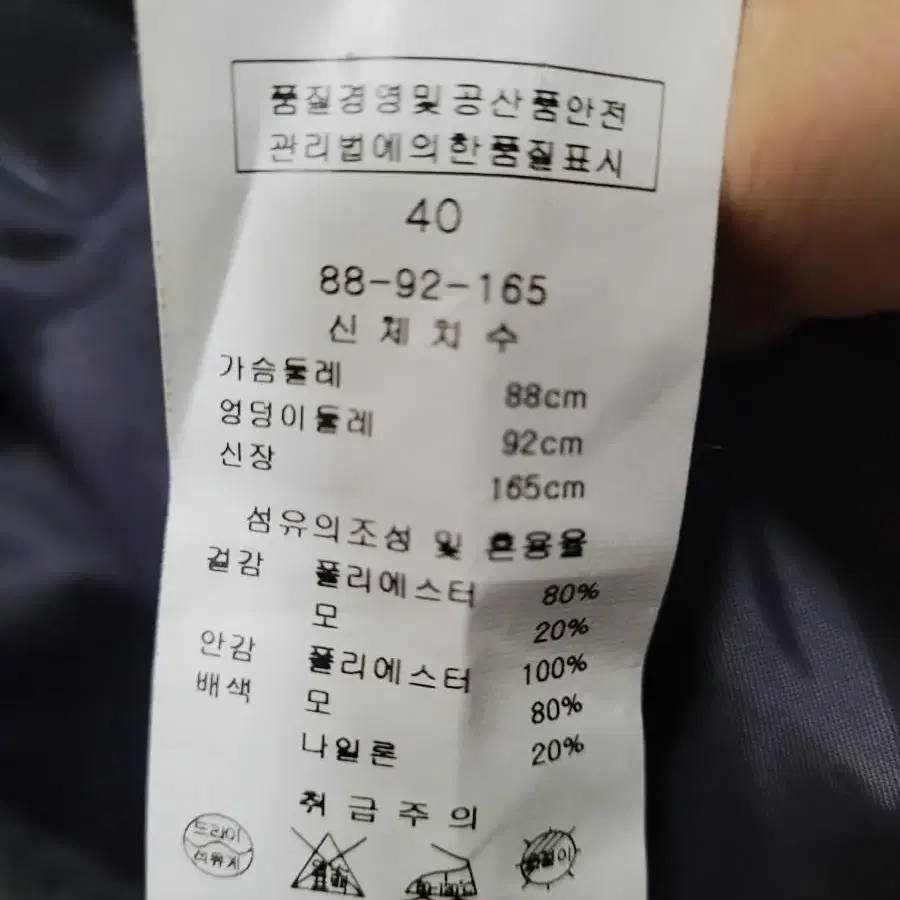 품질경영및공산품안전
관리법에의한품질표시
40
88-92-165
신체치수
가슴둘레 88cm
엉덩이둘레 92cm
신장 165cm
섬유의조성 및 혼용율
겉감 폴리에스터 80%
모 20%
안감 폴리에스터 100%
배색 모 80%
나일론 20%
취금주의
드라이
석유계